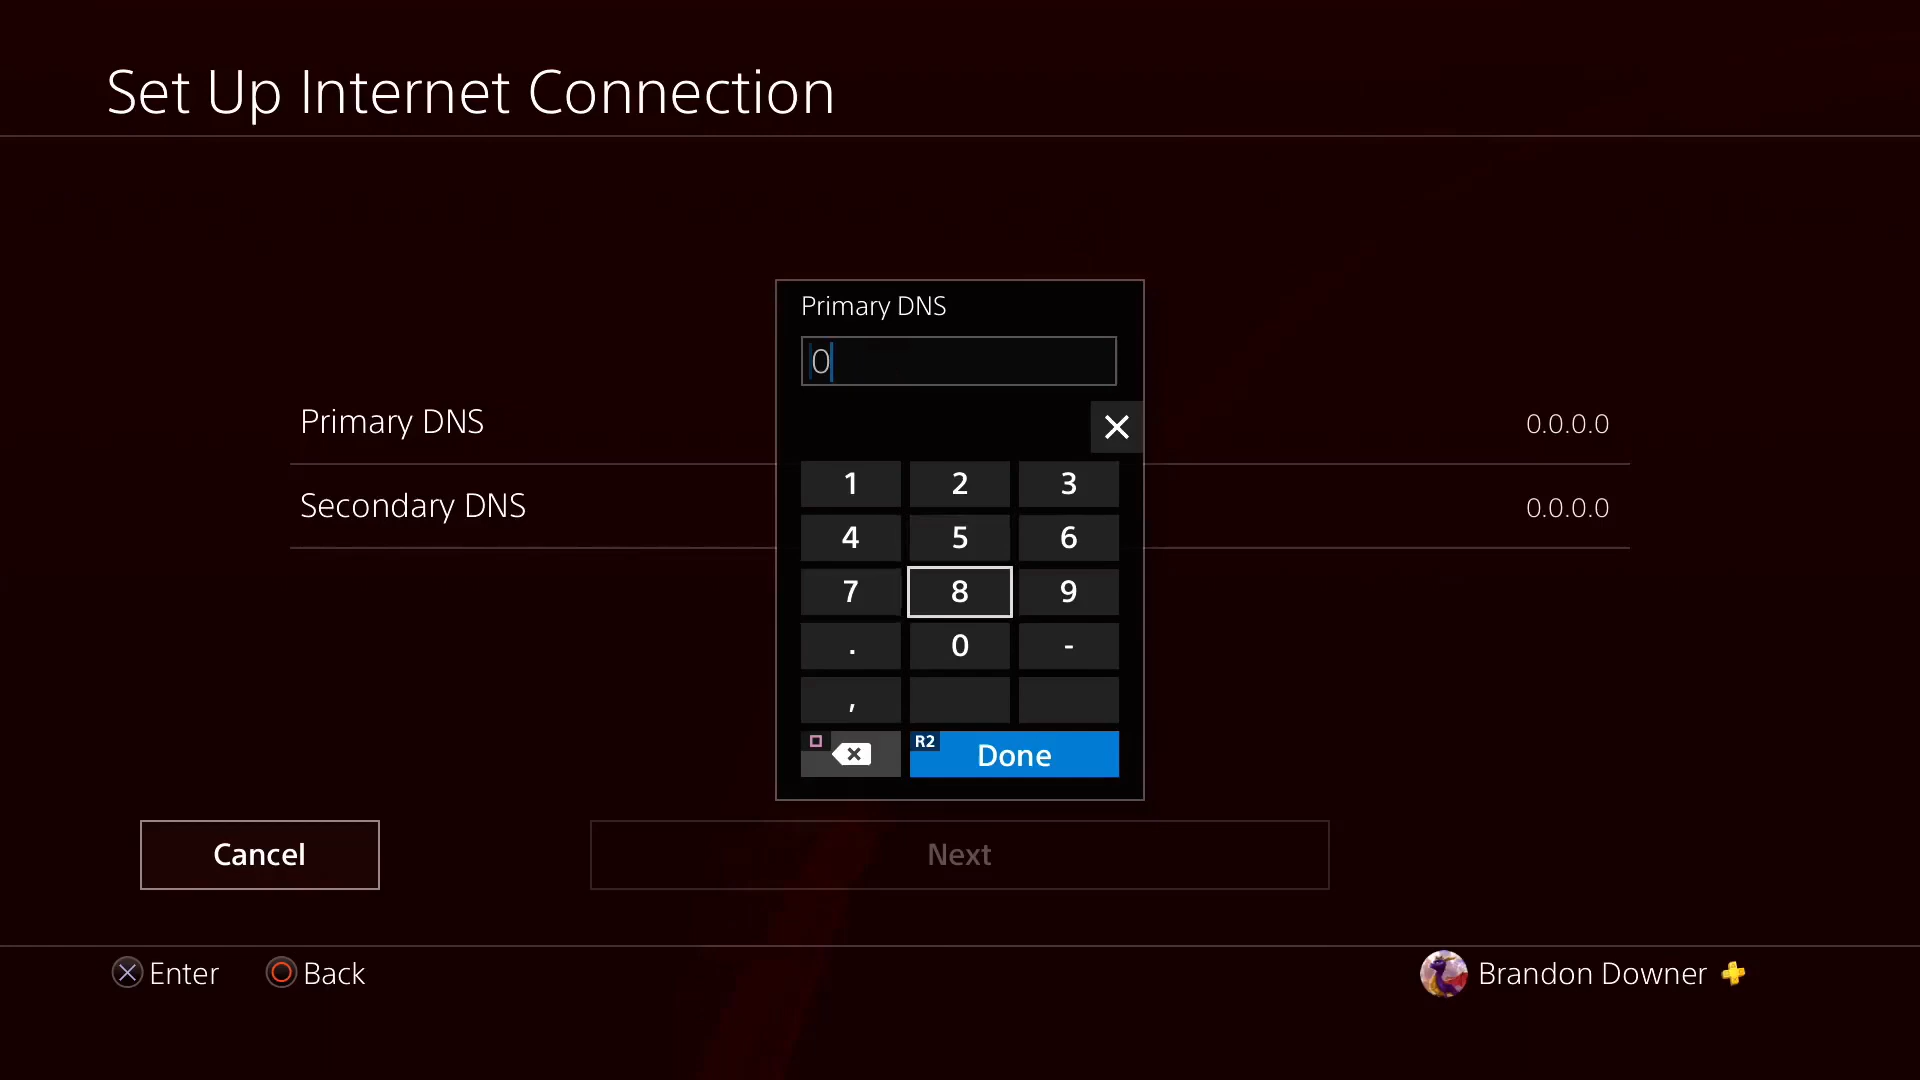 Set Up Internet Connection
Primary DNS
0
Primary DNS 0.0.0.0
Secondary DNS 0.0.0.0
1 2 3
4 5 6
7 8 9
. 0 -
,
R2 Done
Cancel Next
Enter Back Brandon Downer